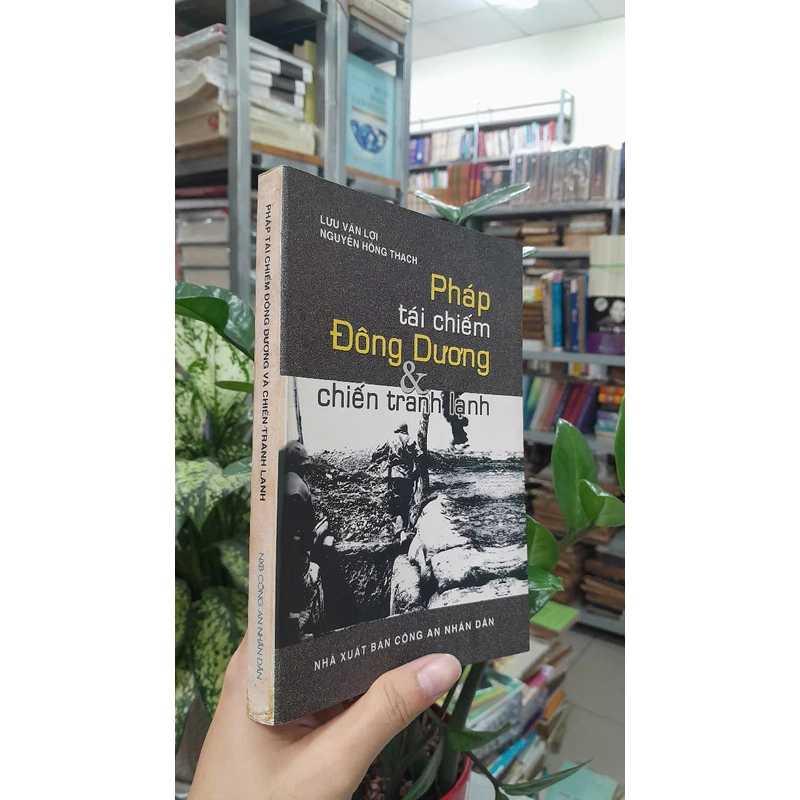 LƯU VĂN LỢI
NGUYỄN HỒNG THẠCH
Pháp
tái chiếm
Đông Dương
&
chiến tranh lạnh
NHÀ XUẤT BẢN CÔNG AN NHÂN DÂN
PHÁP TÁI CHIẾM ĐÔNG DƯƠNG VÀ CHIẾN TRANH LẠNH
NXB CÔNG AN NHÂN DÂN